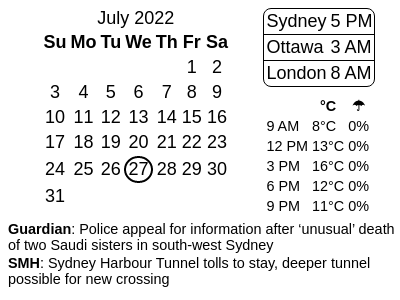 July 2022
Su Mo Tu We Th Fr Sa
1 2
3 4 5 6 7 8 9
10 11 12 13 14 15 16
17 18 19 20 21 22 23
24 25 26 27 28 29 30
31
Sydney 5 PM
Ottawa 3 AM
London 8 AM
°C ☂
9 AM 8°C 0%
12 PM 13°C 0%
3 PM 16°C 0%
6 PM 12°C 0%
9 PM 11°C 0%
Guardian: Police appeal for information after ‘unusual’ death
of two Saudi sisters in south-west Sydney
SMH: Sydney Harbour Tunnel tolls to stay, deeper tunnel
possible for new crossing